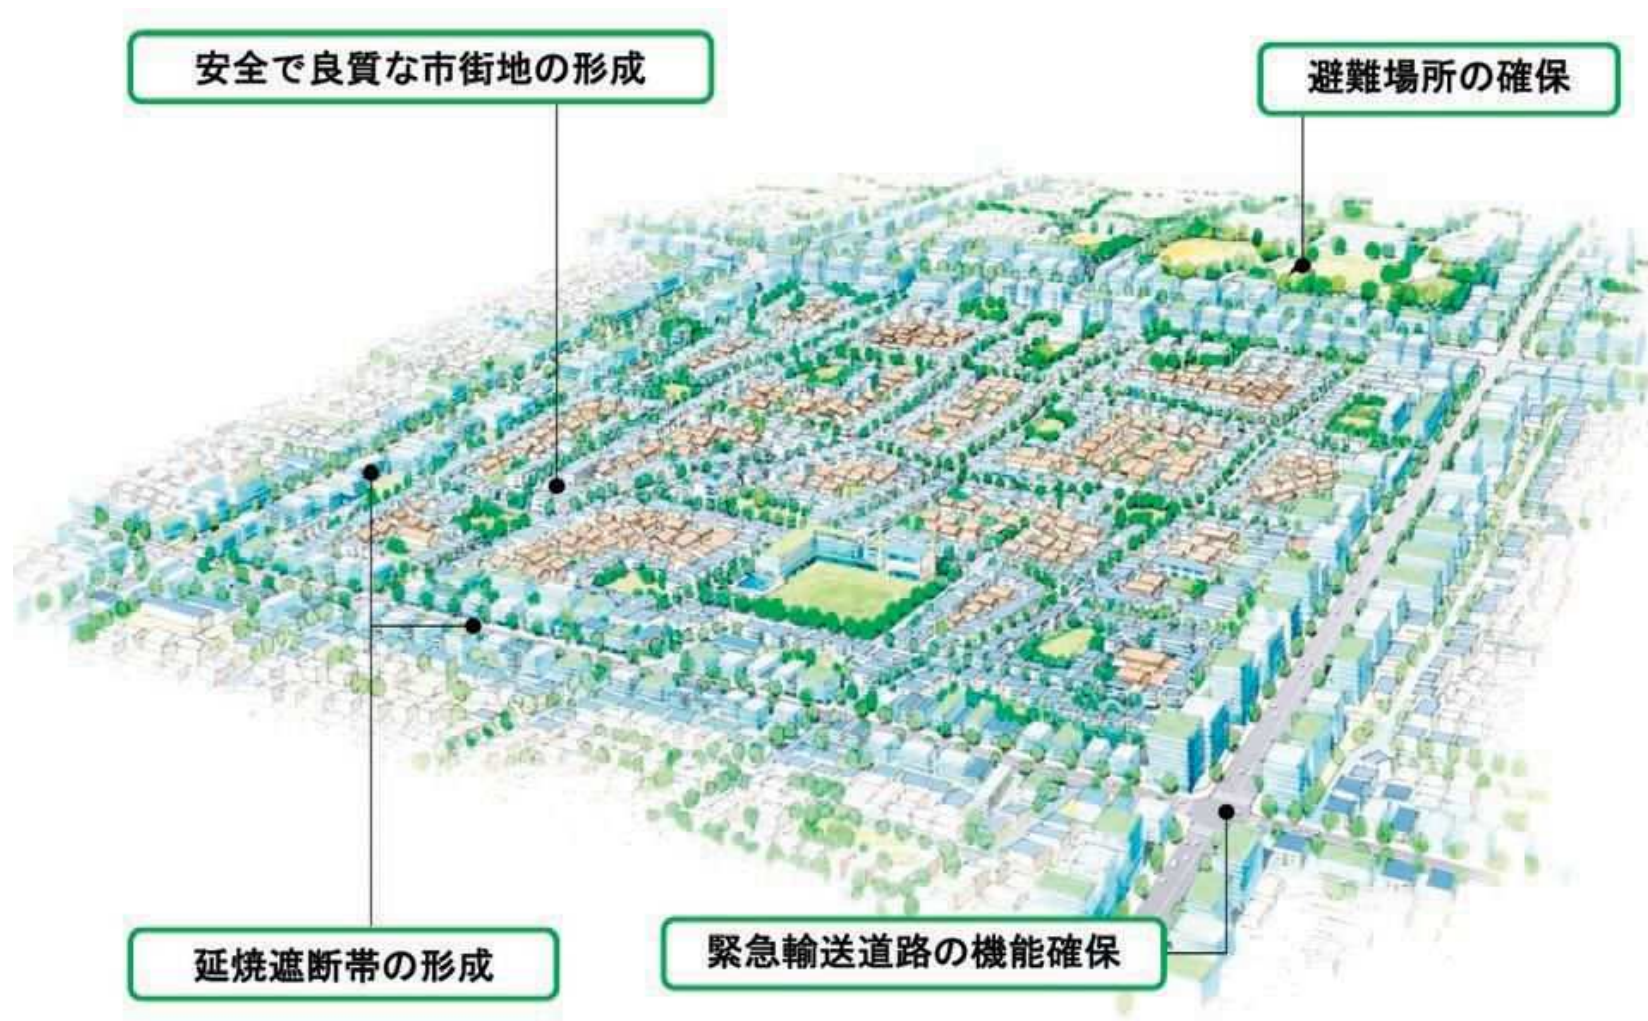 安全で良質な市街地の形成
避難場所の確保
延焼遮断帯の形成
緊急輸送道路の機能確保